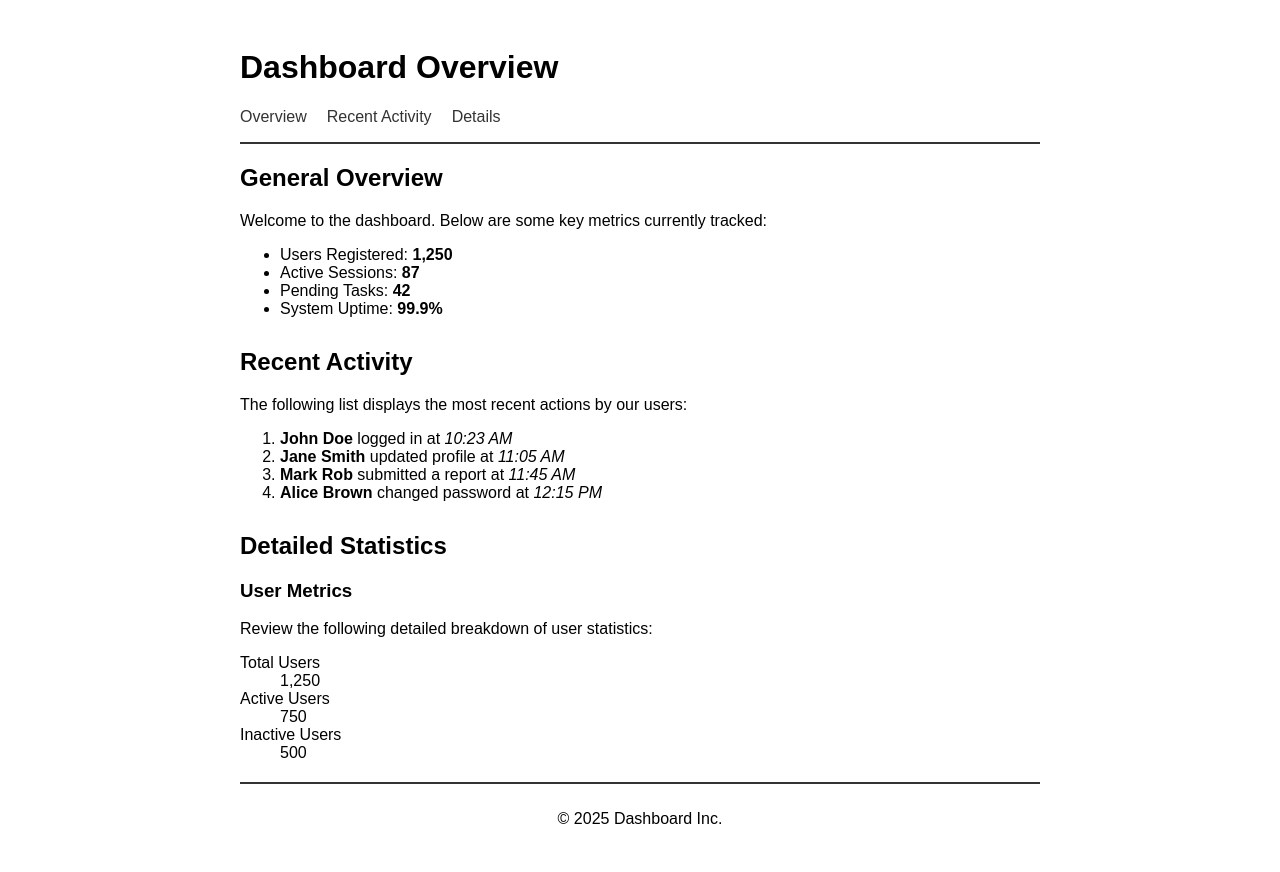 Dashboard Overview
Overview Recent Activity Details
General Overview
Welcome to the dashboard. Below are some key metrics currently tracked:
• Users Registered: 1,250
• Active Sessions: 87
• Pending Tasks: 42
• System Uptime: 99.9%
Recent Activity
The following list displays the most recent actions by our users:
1. John Doe logged in at 10:23 AM
2. Jane Smith updated profile at 11:05 AM
3. Mark Rob submitted a report at 11:45 AM
4. Alice Brown changed password at 12:15 PM
Detailed Statistics
User Metrics
Review the following detailed breakdown of user statistics:
Total Users
1,250
Active Users
750
Inactive Users
500
© 2025 Dashboard Inc.